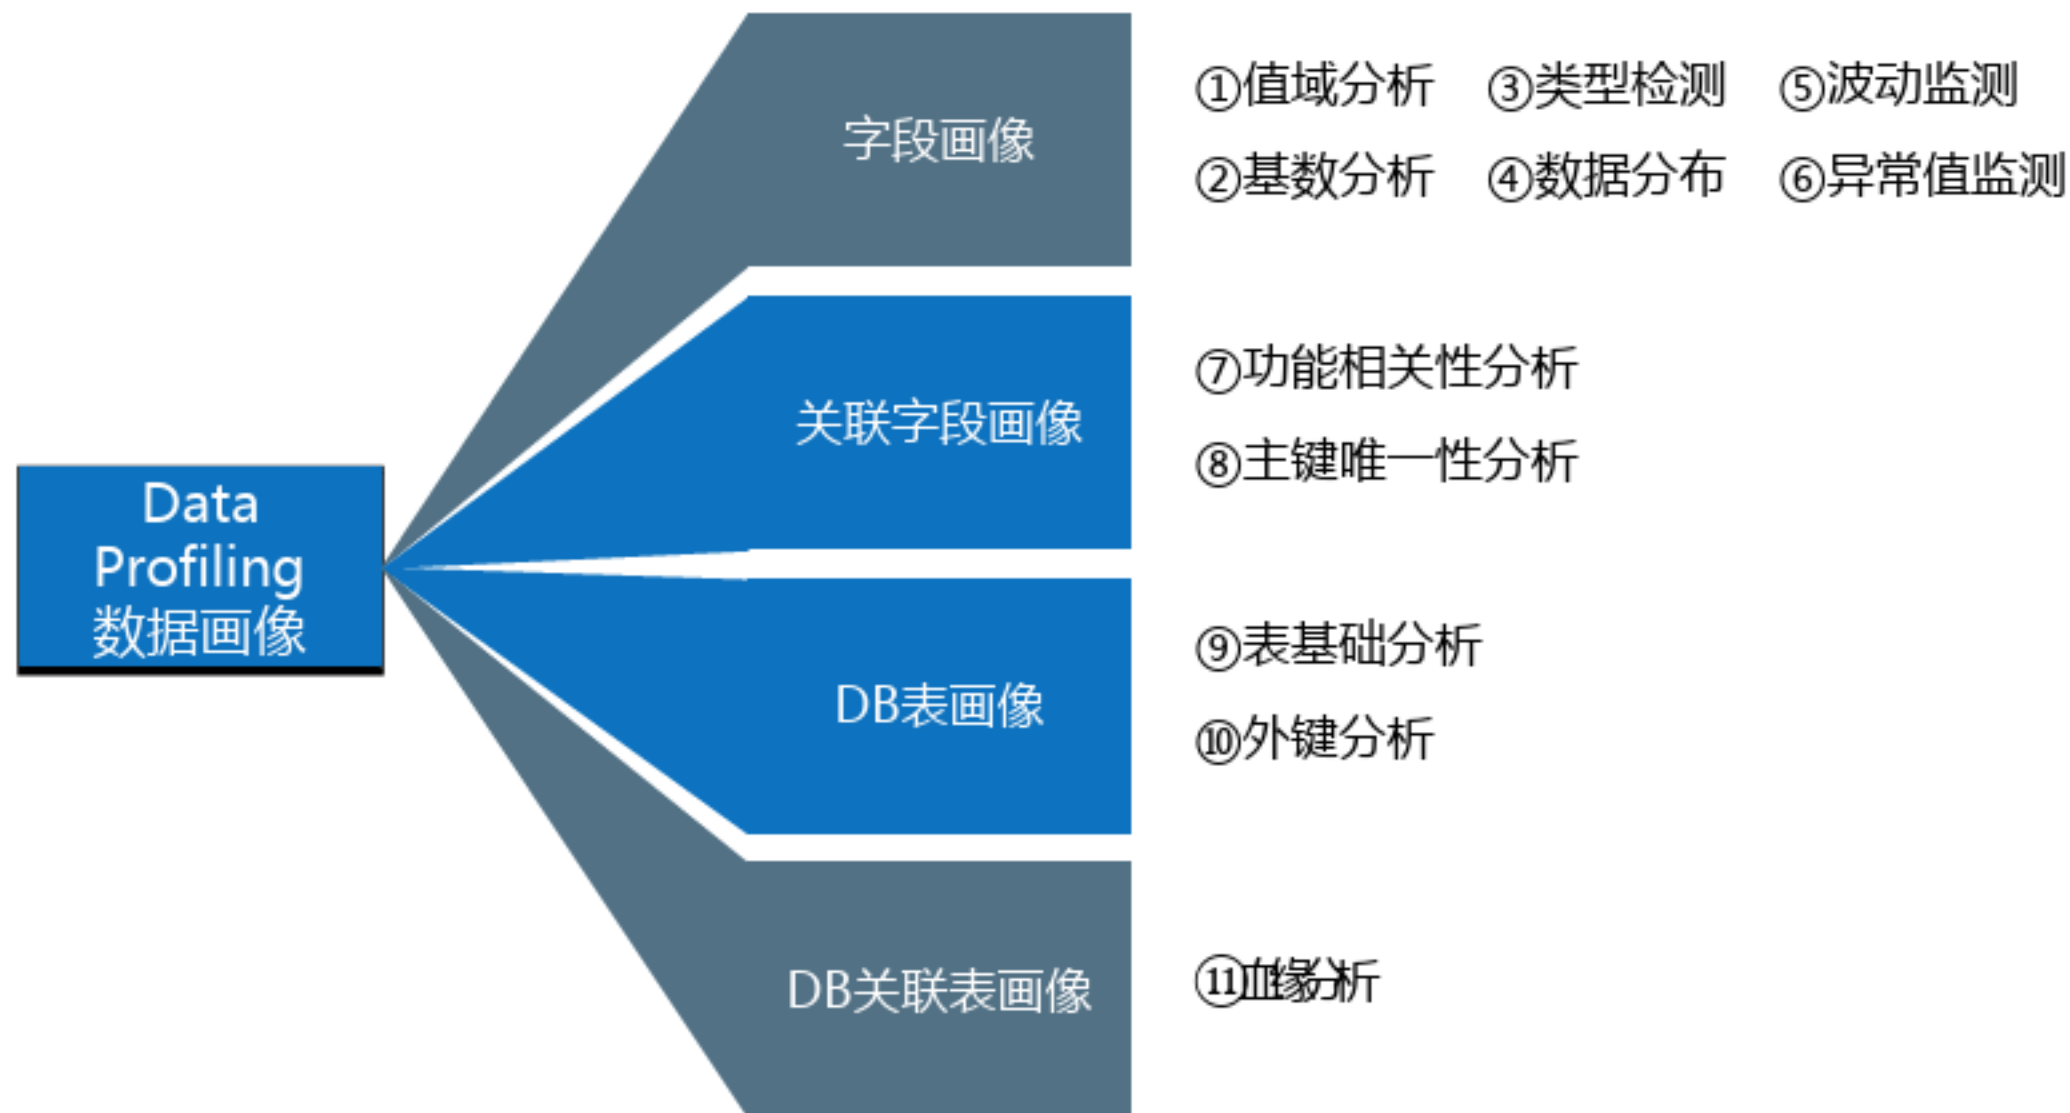 Data
Profiling
数据画像
字段画像
①值域分析 ③类型检测 ⑤波动监测
②基数分析 ④数据分布 ⑥异常值监测
关联字段画像
⑦功能相关性分析
⑧主键唯一性分析
DB表画像
⑨表基础分析
⑩外键分析
DB关联表画像
⑪血缘分析